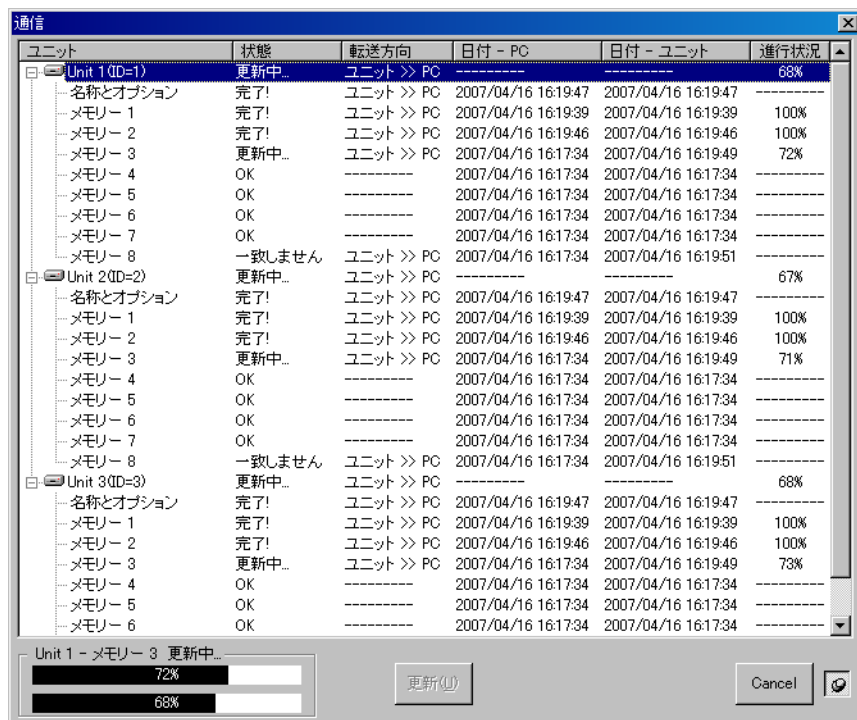 通信
ユニット 状態 転送方向 日付 - PC 日付 - ユニット 進行状況
Unit 1(ID=1) 更新中... ユニット >> PC --------- --------- 68%
名称とオプション 完了! ユニット >> PC 2007/04/16 16:19:47 2007/04/16 16:19:47 ---------
メモリー 1 完了! ユニット >> PC 2007/04/16 16:19:39 2007/04/16 16:19:39 100%
メモリー 2 完了! ユニット >> PC 2007/04/16 16:19:46 2007/04/16 16:19:46 100%
メモリー 3 更新中... ユニット >> PC 2007/04/16 16:17:34 2007/04/16 16:19:49 72%
メモリー 4 OK --------- 2007/04/16 16:17:34 2007/04/16 16:17:34 ---------
メモリー 5 OK --------- 2007/04/16 16:17:34 2007/04/16 16:17:34 ---------
メモリー 6 OK --------- 2007/04/16 16:17:34 2007/04/16 16:17:34 ---------
メモリー 7 OK --------- 2007/04/16 16:17:34 2007/04/16 16:17:34 ---------
メモリー 8 一致しません ユニット >> PC 2007/04/16 16:17:34 2007/04/16 16:19:51 ---------
Unit 2(ID=2) 更新中... ユニット >> PC --------- --------- 67%
名称とオプション 完了! ユニット >> PC 2007/04/16 16:19:47 2007/04/16 16:19:47 ---------
メモリー 1 完了! ユニット >> PC 2007/04/16 16:19:39 2007/04/16 16:19:39 100%
メモリー 2 完了! ユニット >> PC 2007/04/16 16:19:46 2007/04/16 16:19:46 100%
メモリー 3 更新中... ユニット >> PC 2007/04/16 16:17:34 2007/04/16 16:19:49 71%
メモリー 4 OK --------- 2007/04/16 16:17:34 2007/04/16 16:17:34 ---------
メモリー 5 OK --------- 2007/04/16 16:17:34 2007/04/16 16:17:34 ---------
メモリー 6 OK --------- 2007/04/16 16:17:34 2007/04/16 16:17:34 ---------
メモリー 7 OK --------- 2007/04/16 16:17:34 2007/04/16 16:17:34 ---------
メモリー 8 一致しません ユニット >> PC 2007/04/16 16:17:34 2007/04/16 16:19:51 ---------
Unit 3(ID=3) 更新中... ユニット >> PC --------- --------- 68%
名称とオプション 完了! ユニット >> PC 2007/04/16 16:19:47 2007/04/16 16:19:47 ---------
メモリー 1 完了! ユニット >> PC 2007/04/16 16:19:39 2007/04/16 16:19:39 100%
メモリー 2 完了! ユニット >> PC 2007/04/16 16:19:46 2007/04/16 16:19:46 100%
メモリー 3 更新中... ユニット >> PC 2007/04/16 16:17:34 2007/04/16 16:19:49 73%
メモリー 4 OK --------- 2007/04/16 16:17:34 2007/04/16 16:17:34 ---------
メモリー 5 OK --------- 2007/04/16 16:17:34 2007/04/16 16:17:34 ---------
メモリー 6 OK --------- 2007/04/16 16:17:34 2007/04/16 16:17:34 ---------
Unit 1 - メモリー 3 更新中...
72%
68%
更新(U)
Cancel